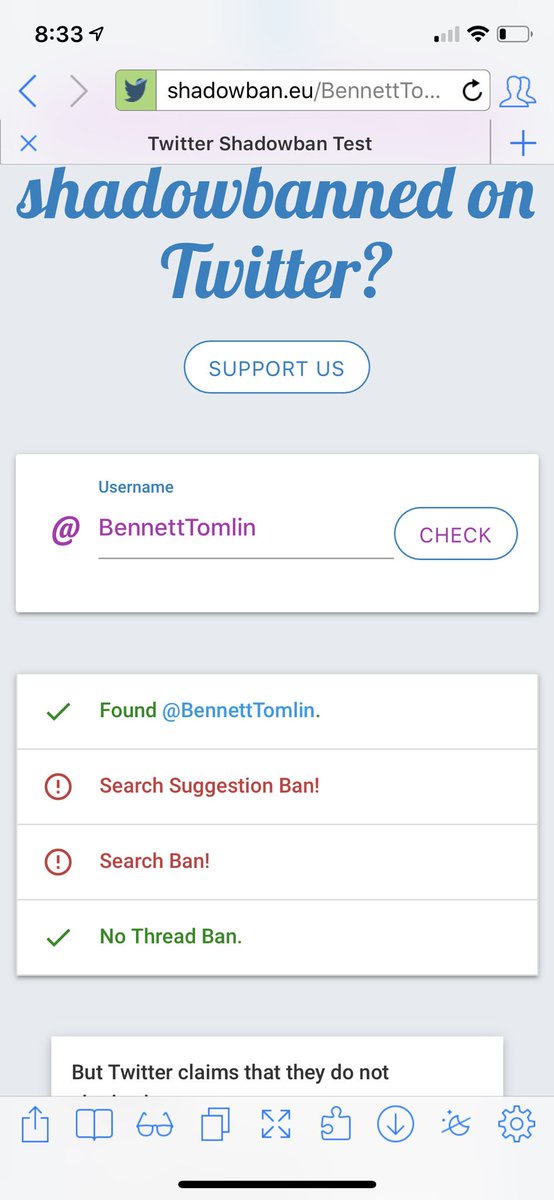 8:33
shadowban.eu/BennettTo...
Twitter Shadowban Test
shadowbanned on
Twitter?
SUPPORT US
Username
@ BennettTomlin
CHECK
Found @BennettTomlin.
Search Suggestion Ban!
Search Ban!
No Thread Ban.
But Twitter claims that they do not